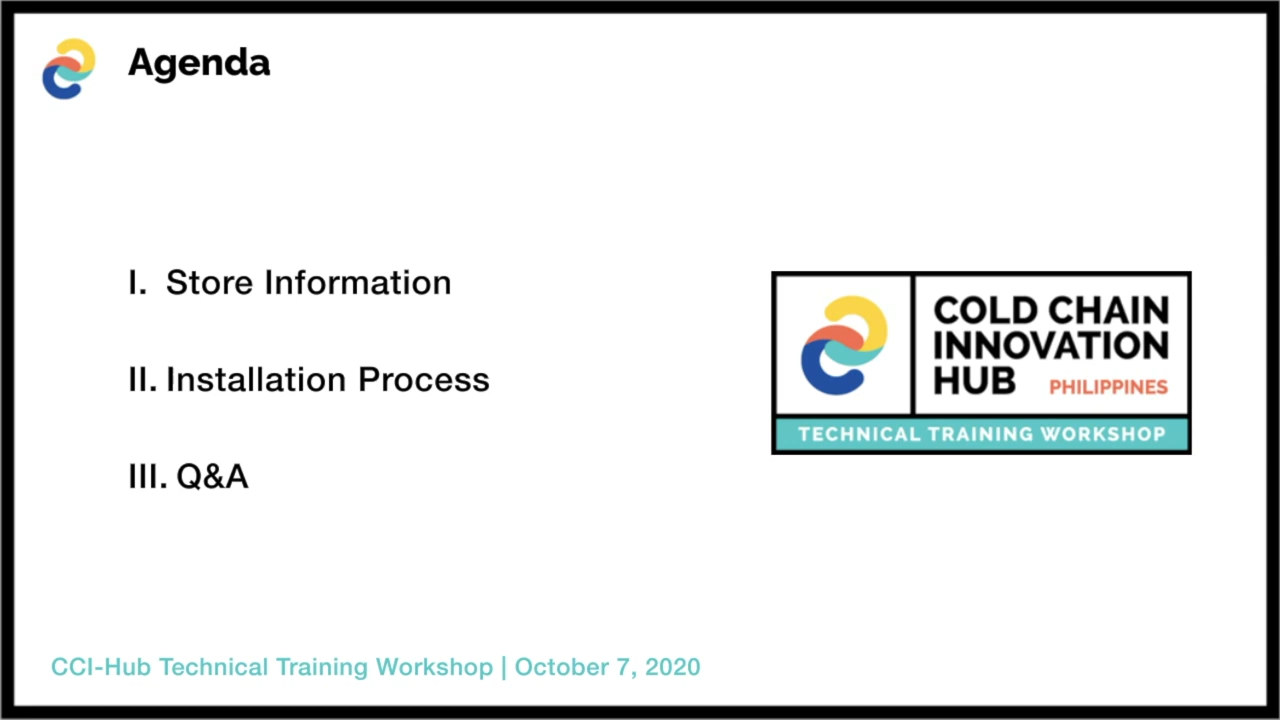 Agenda
I. Store Information
II. Installation Process
III. Q&A
COLD CHAIN
INNOVATION
HUB PHILIPPINES
TECHNICAL TRAINING WORKSHOP
CCI-Hub Technical Training Workshop | October 7, 2020